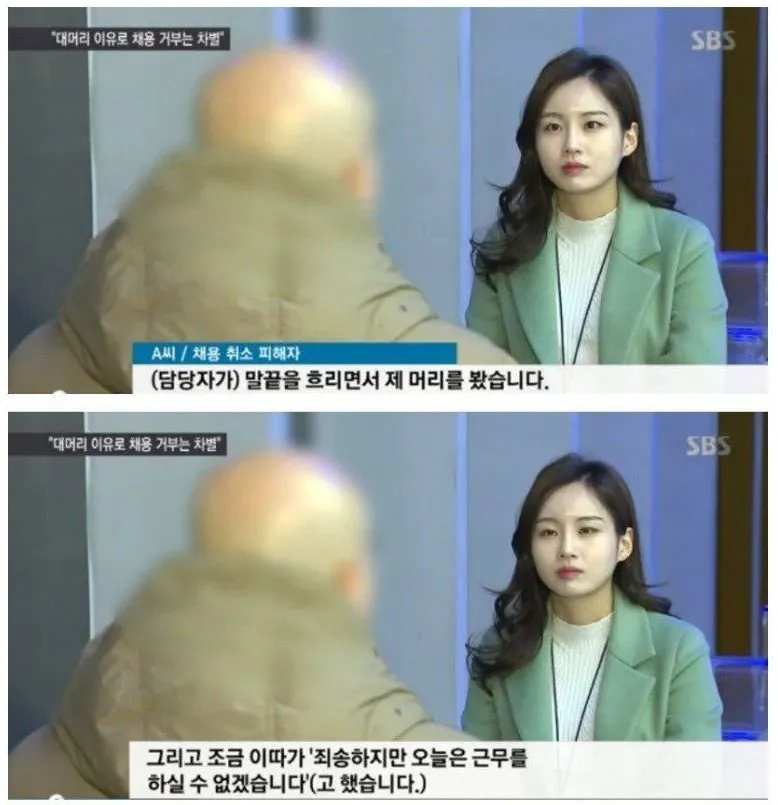 "대머리 이유로 채용 거부는 차별"
SBS
A씨 / 채용 취소 피해자
(담당자가) 말끝을 흐리면서 제 머리를 봤습니다.
"대머리 이유로 채용 거부는 차별"
SBS
그리고 조금 이따가 '죄송하지만 오늘은 근무를
하실 수 없겠습니다'(고 했습니다.)